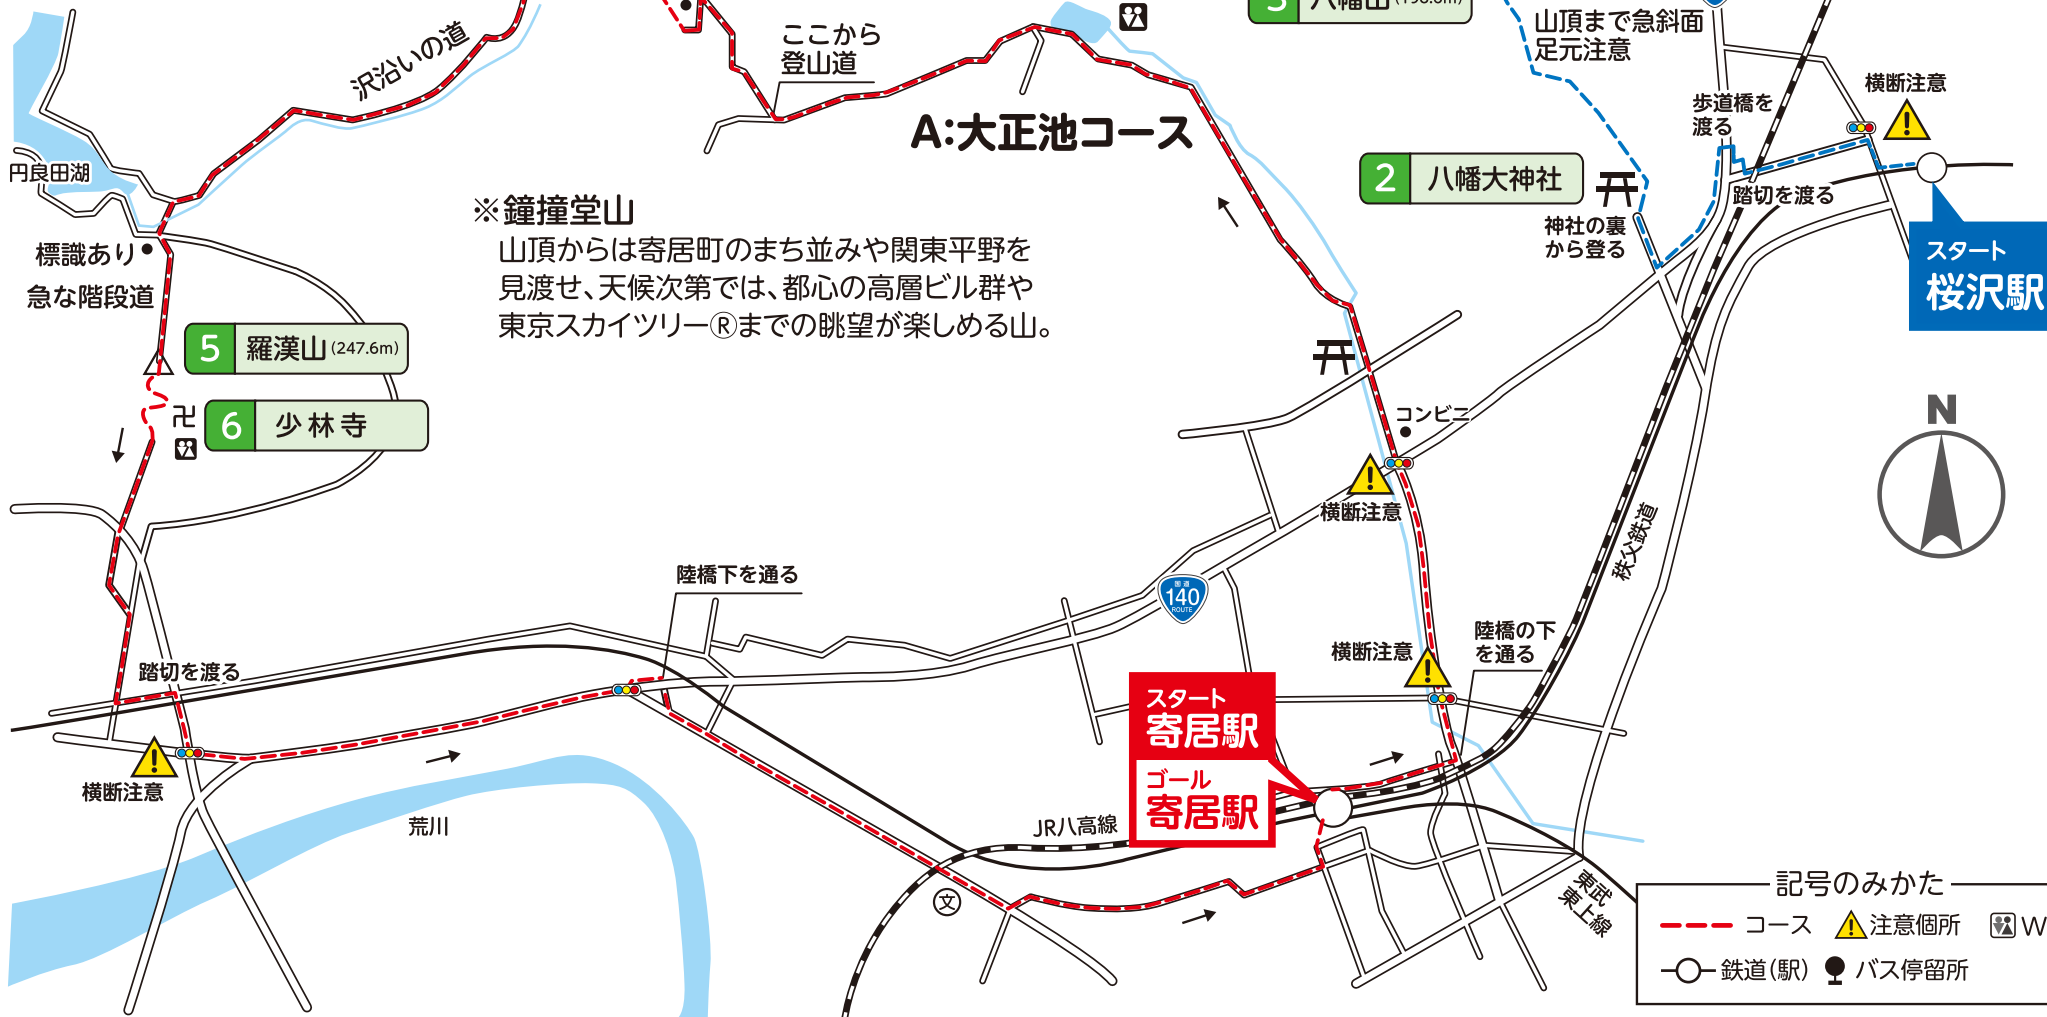 3 八幡山
山頂まで急斜面
足元注意
ここから
登山道
沢沿いの道
横断注意
歩道橋を
渡る
A:大正池コース
円良田湖
2 八幡大神社
踏切を渡る
※鐘撞堂山
山頂からは寄居町のまち並みや関東平野を
見渡せ、天候次第では、都心の高層ビル群や
東京スカイツリー®までの眺望が楽しめる山。
神社の裏
から登る
標識あり
急な階段道
スタート
桜沢駅
5 羅漢山(247.6m)
6 少林寺
N
コンビニ
横断注意
秩父鉄道
陸橋下を通る
国道
140
ROUTE
横断注意
陸橋の下
を通る
踏切を渡る
スタート
寄居駅
ゴール
寄居駅
横断注意
荒川
JR八高線
文
東武
東上線
記号のみかた
コース
注意個所
W
鉄道(駅)
バス停留所